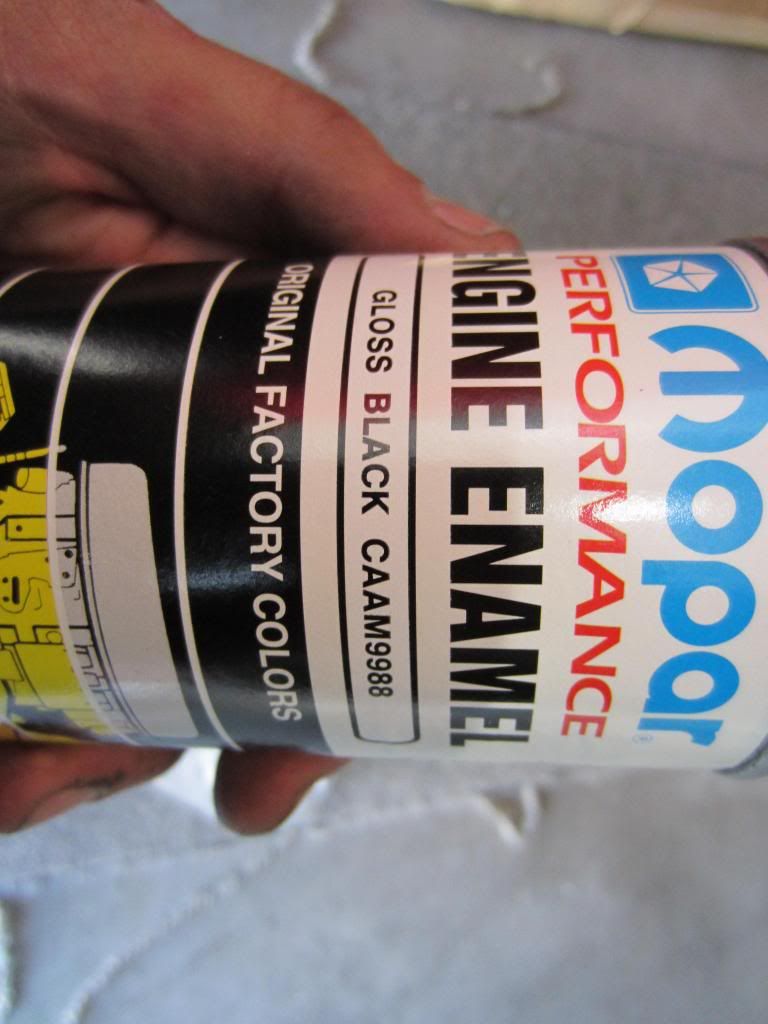 Mopar®
PERFORMANCE
ENGINE ENAMEL
GLOSS BLACK CAAM9988
ORIGINAL FACTORY COLORS